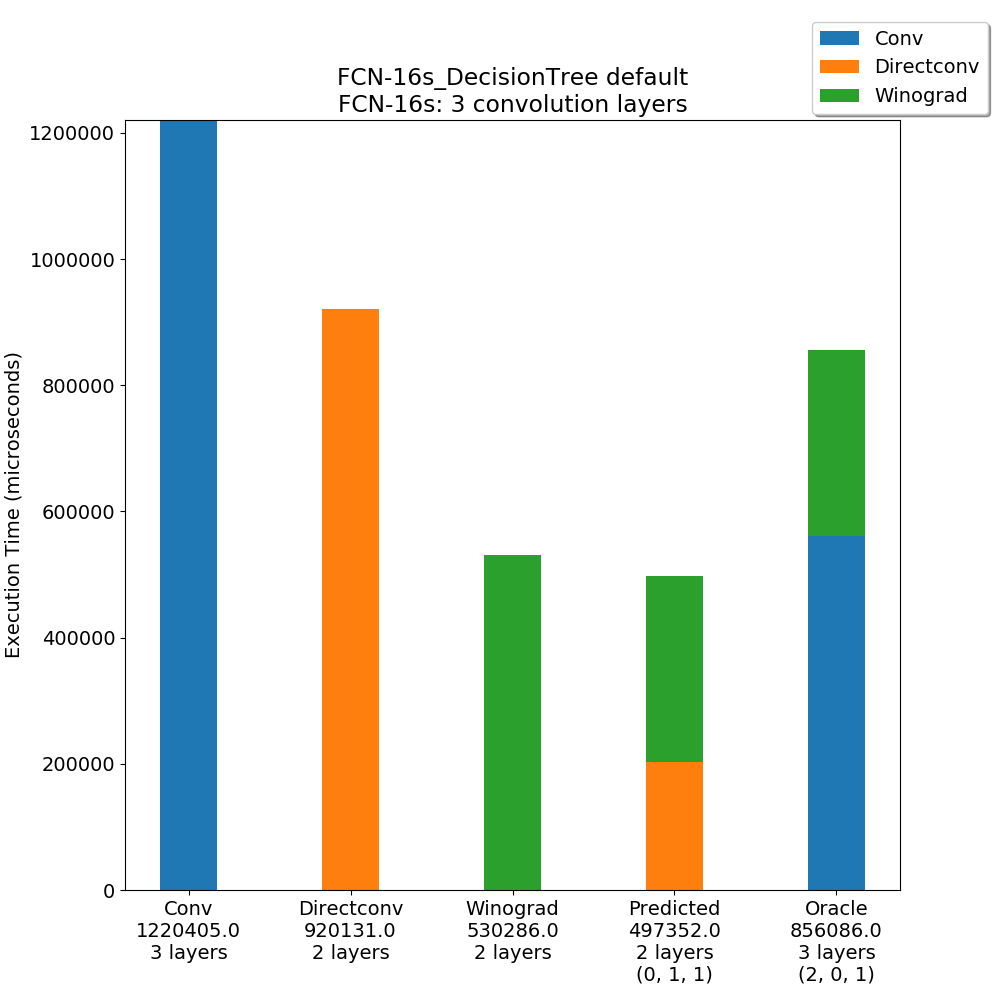 Conv
Directconv
Winograd
FCN-16s_DecisionTree default
FCN-16s: 3 convolution layers
Execution Time (microseconds)
1200000
1000000
800000
600000
400000
200000
0
Conv
1220405.0
3 layers
Directconv
920131.0
2 layers
Winograd
530286.0
2 layers
Predicted
497352.0
2 layers
(0, 1, 1)
Oracle
856086.0
3 layers
(2, 0, 1)